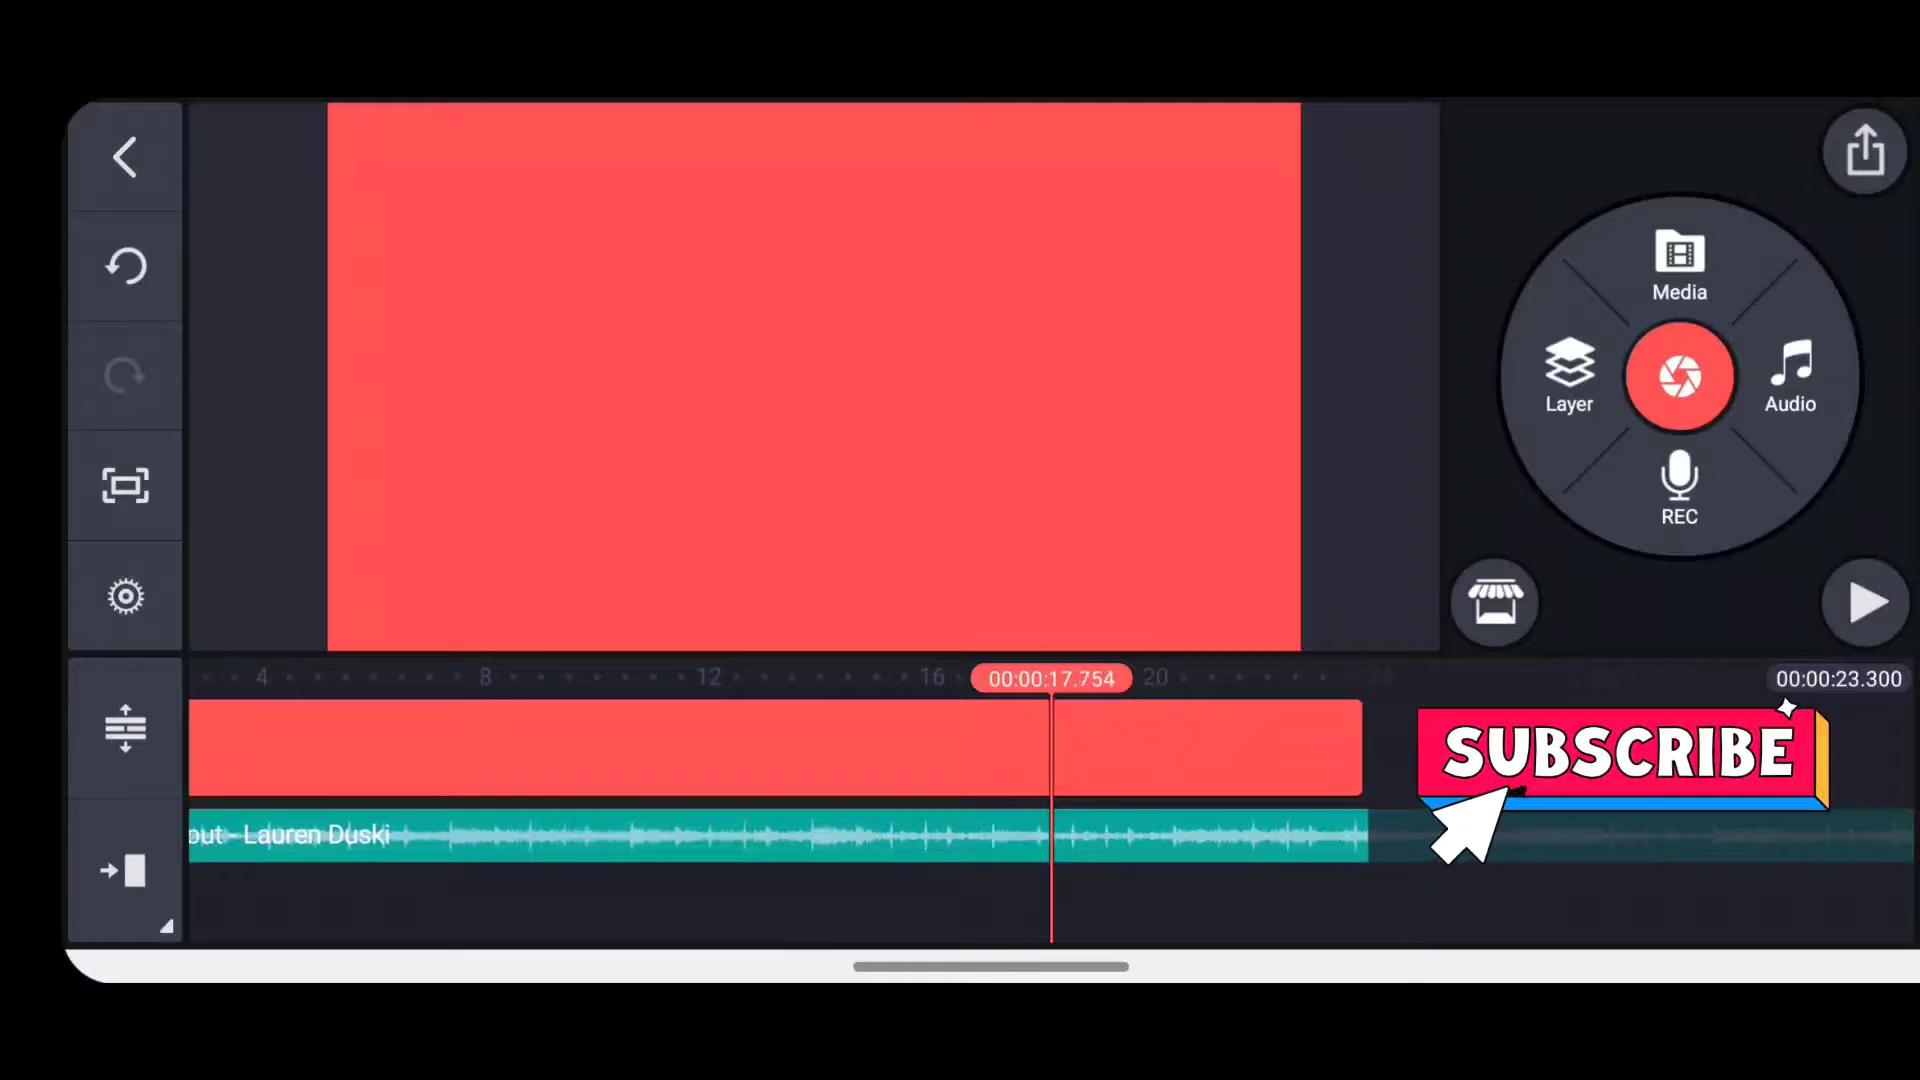 Media
Layer
Audio
REC
4
8
12
16
00:00:17.754
20
00:00:23.300
SUBSCRIBE
out - Lauren Duski